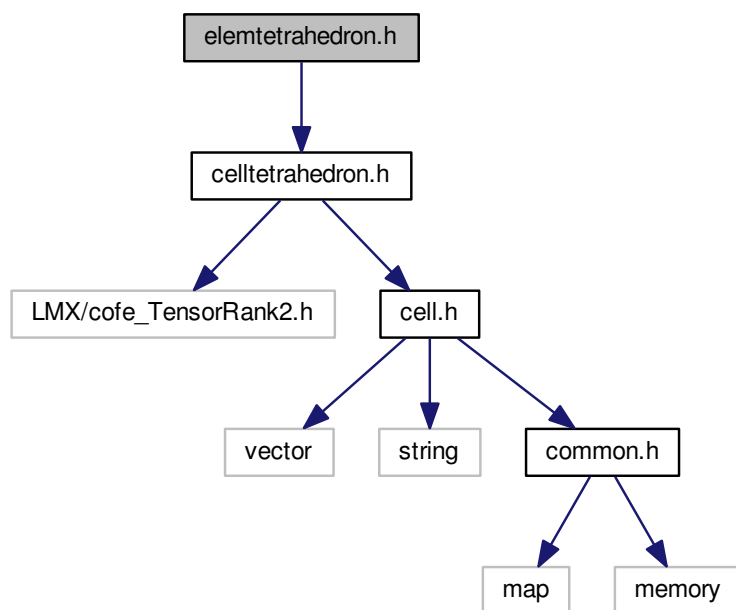 elemtetrahedron.h
celltetrahedron.h
LMX/cofe_TensorRank2.h
cell.h
vector
string
common.h
map
memory